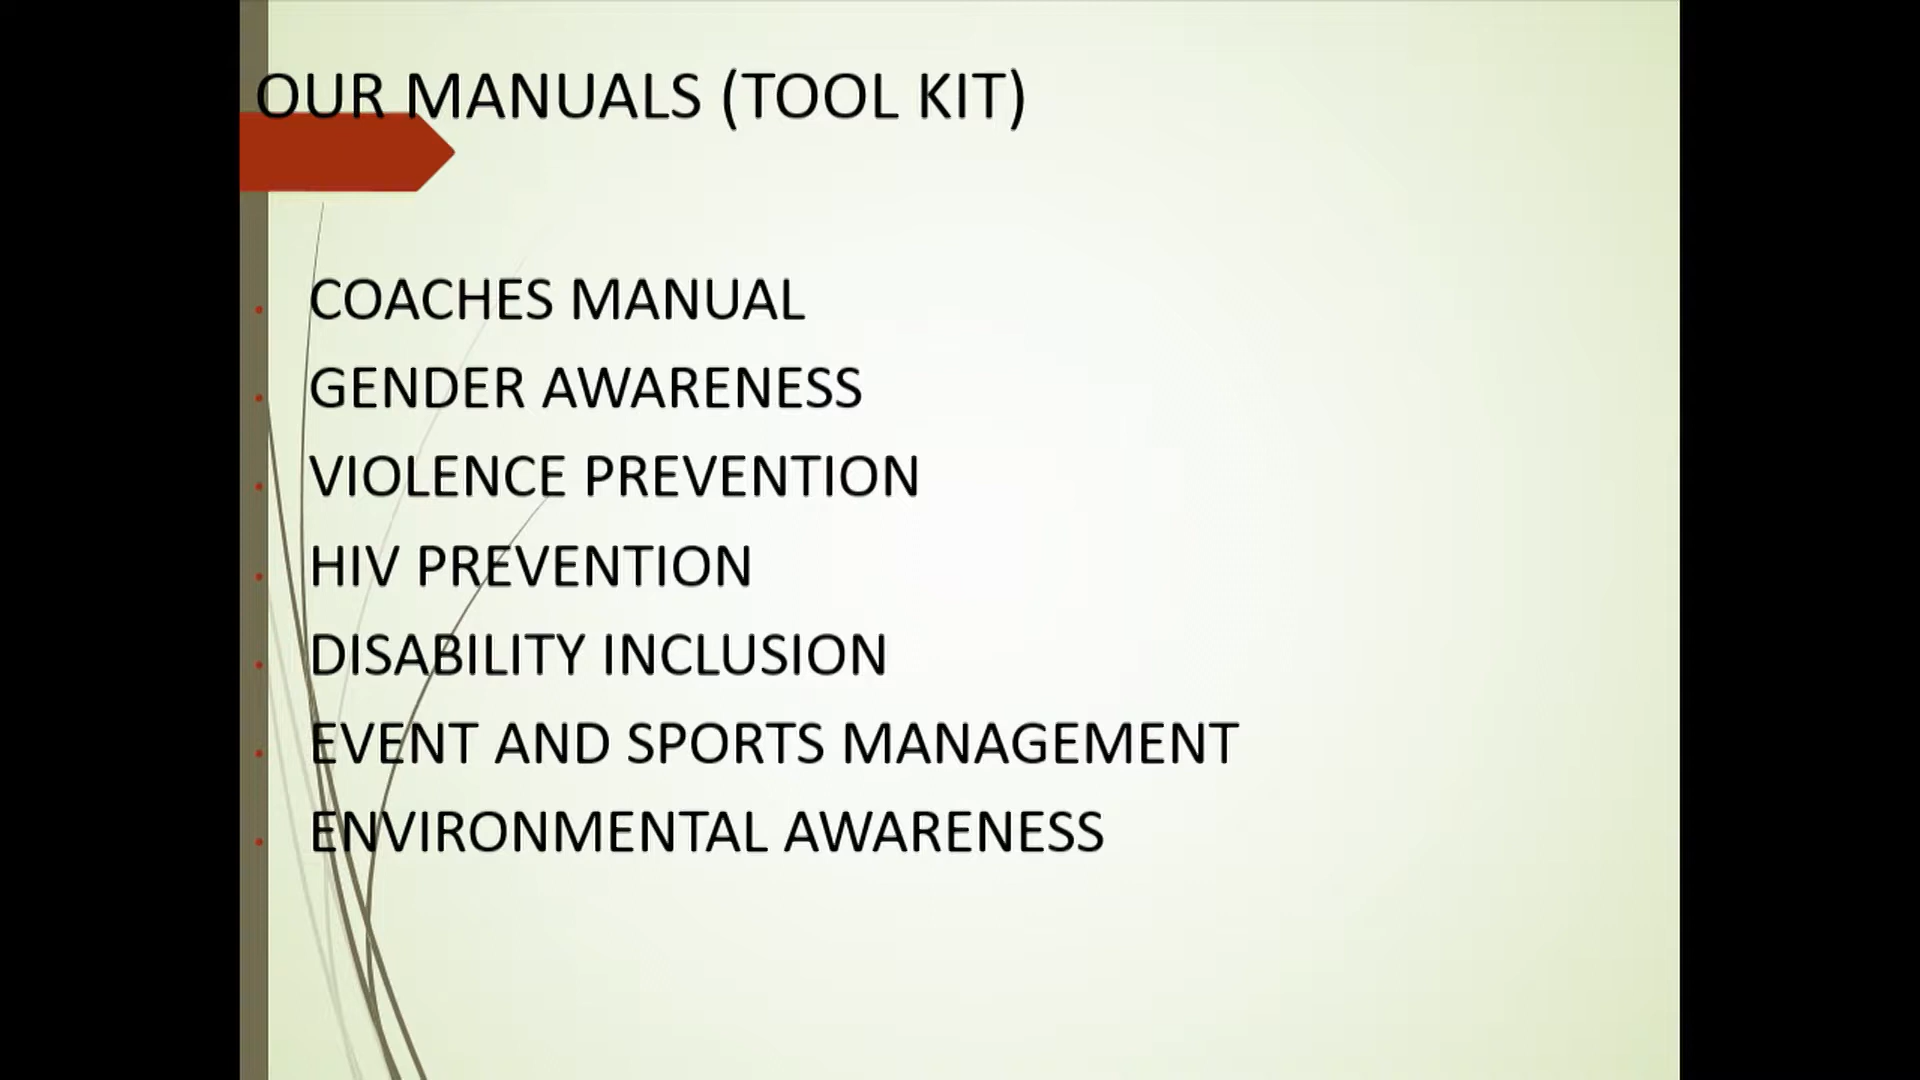 OUR MANUALS (TOOL KIT)
COACHES MANUAL
GENDER AWARENESS
VIOLENCE PREVENTION
HIV PREVENTION
DISABILITY INCLUSION
EVENT AND SPORTS MANAGEMENT
ENVIRONMENTAL AWARENESS